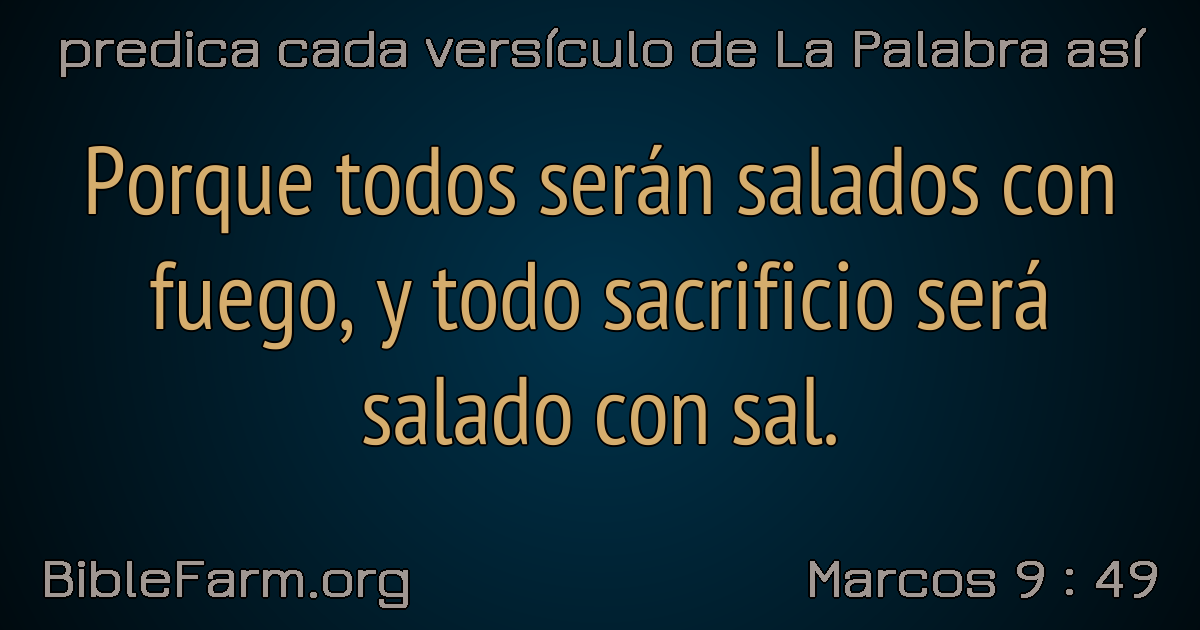 predica cada versículo de La Palabra así
Porque todos serán salados con
fuego, y todo sacrificio será
salado con sal.
BibleFarm.org
Marcos 9 : 49